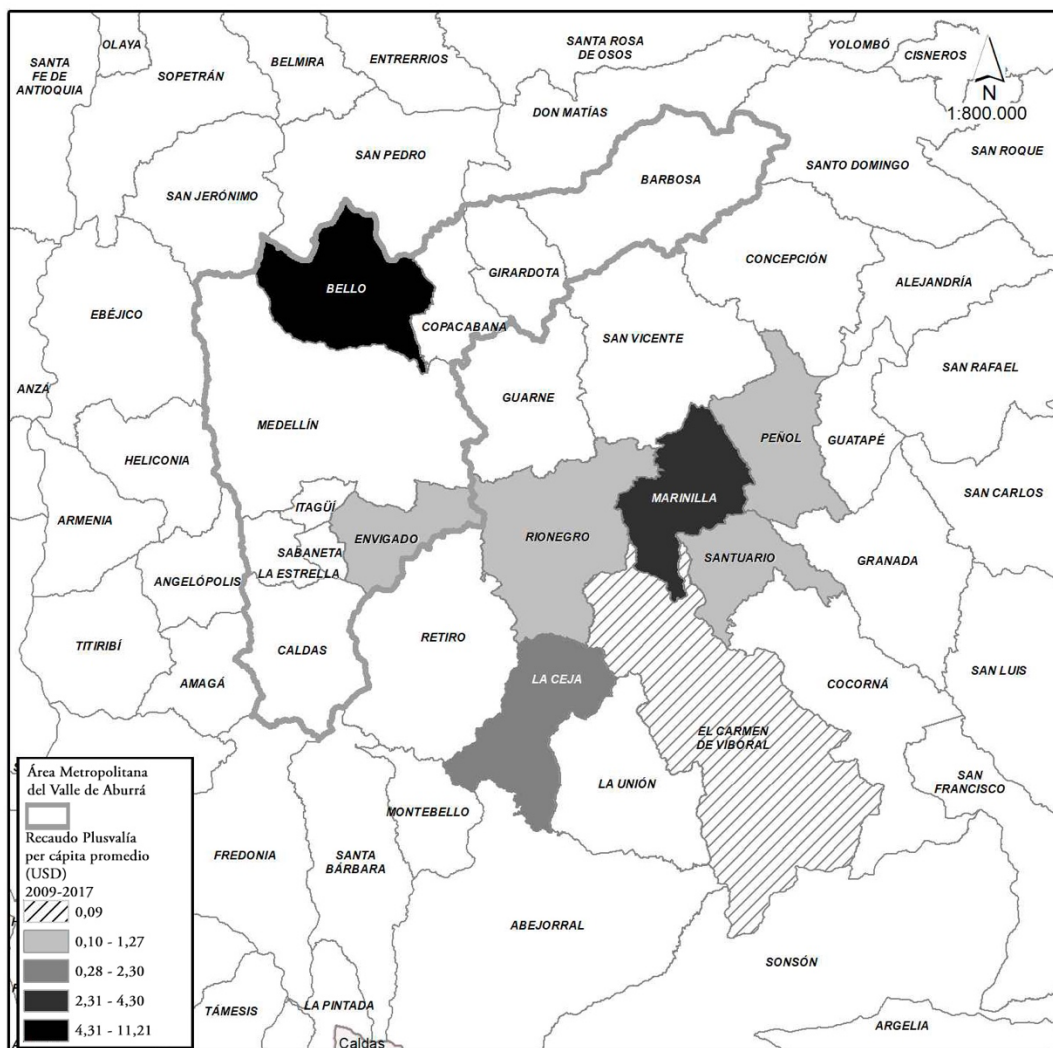 OLAYA
SANTA
FE DE
ANTIOQUIA
SOPETRÁN
BELMIRA
ENTRERRIOS
SANTA ROSA
DE OSOS
YOLOMBÓ
CISNEROS
N
1:800.000
DON MATÍAS
SAN PEDRO
SAN JERÓNIMO
BARBOSA
SANTO DOMINGO
SAN ROQUE
EBÉJICO
BELLO
GIRARDOTA
COPACABANA
CONCEPCIÓN
ALEJANDRÍA
SAN VICENTE
SAN RAFAEL
ANZÁ
MEDELLÍN
GUARNE
PEÑOL
GUATAPÉ
HELICONIA
ITAGÜÍ
MARINILLA
SAN CARLOS
ARMENIA
ENVIGADO
RIONEGRO
SABANETA
LA ESTRELLA
SANTUARIO
GRANADA
ANGELÓPOLIS
TITIRIBÍ
CALDAS
RETIRO
AMAGÁ
LA CEJA
COCORNÁ
SAN LUIS
EL CARMEN
DE VIBORAL
LA UNIÓN
SAN
FRANCISCO
MONTEBELLO
FREDONIA
SANTA
BÁRBARA
ABEJORRAL
SONSÓN
TÁMESIS
LA PINTADA
Caldas
ARGELIA
Área Metropolitana
del Valle de Aburrá
Recaudo Plusvalía
per cápita promedio
(USD)
2009-2017
0,09
0,10 - 1,27
0,28 - 2,30
2,31 - 4,30
4,31 - 11,21